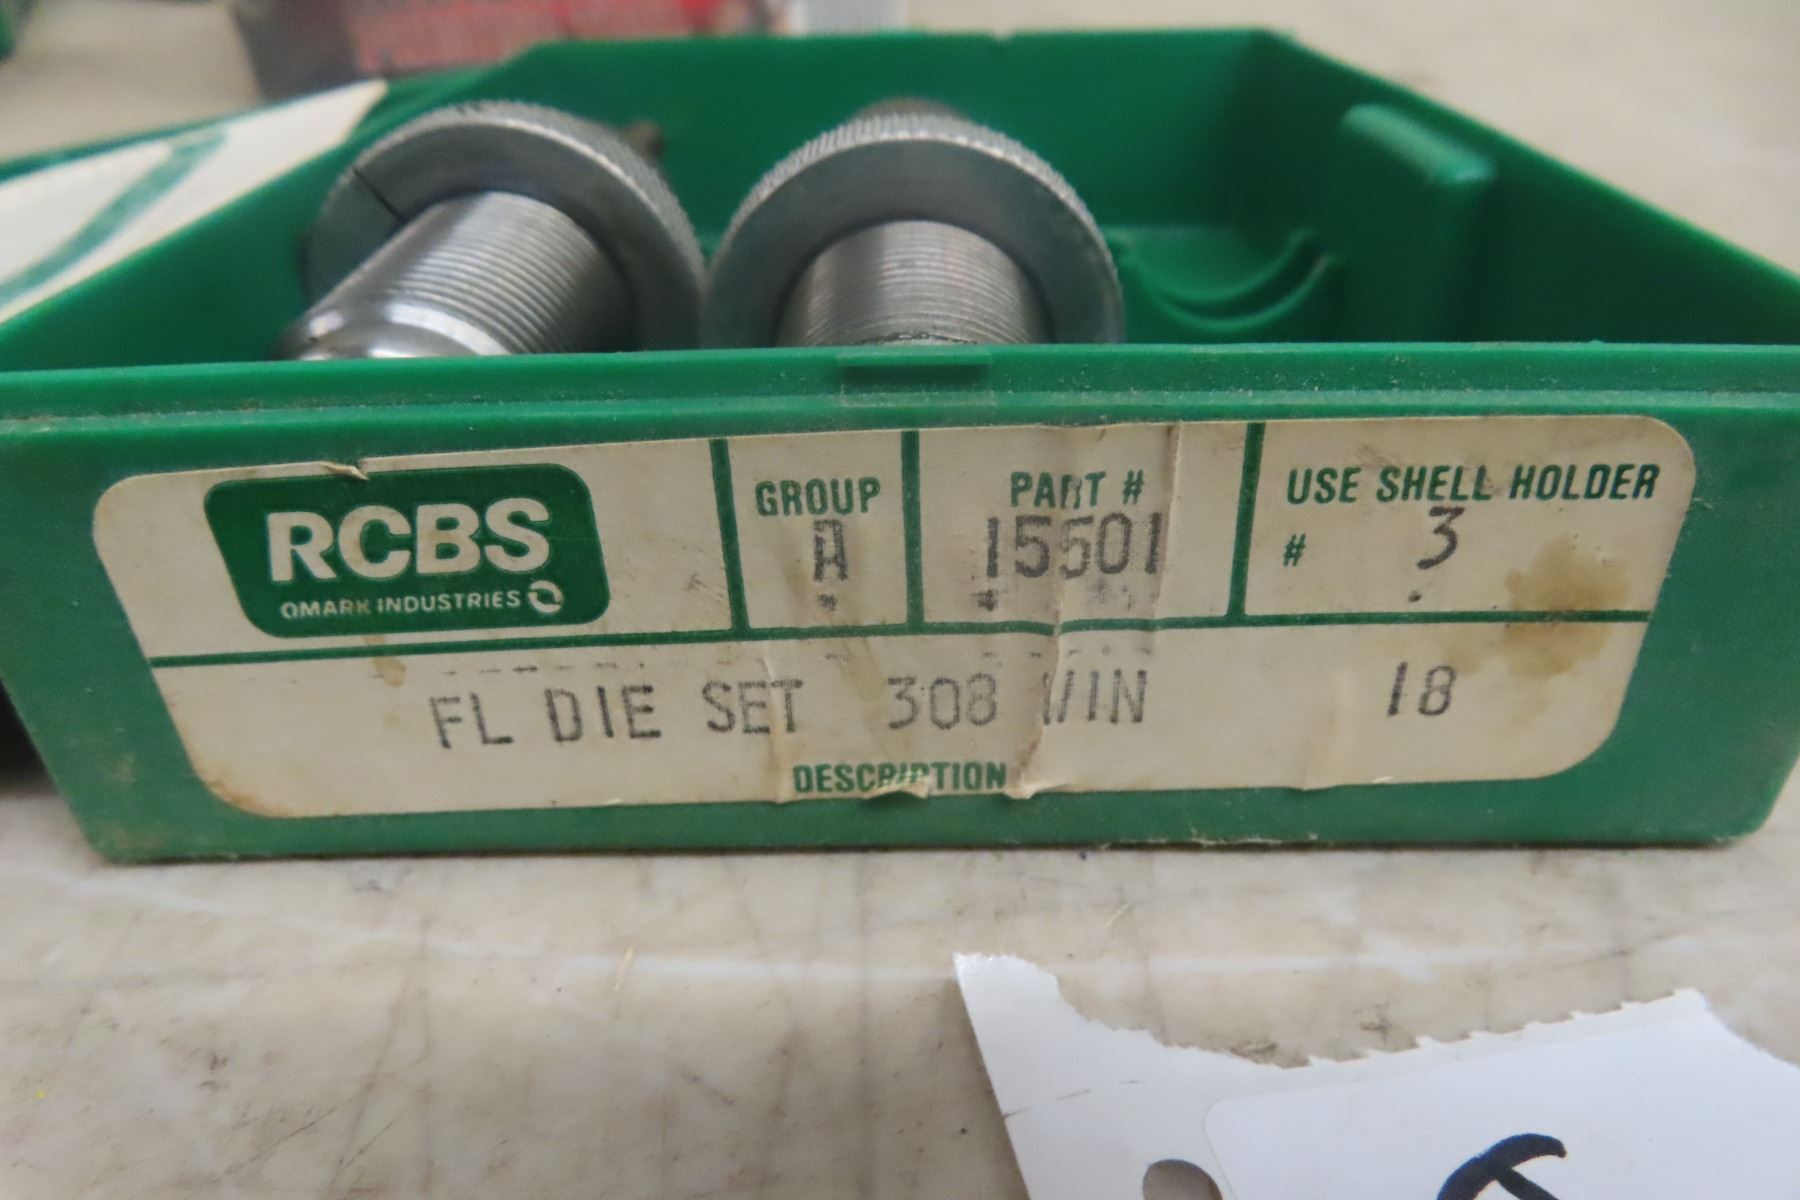 RCBS
OMARK INDUSTRIES
GROUP
A
PART #
15501
USE SHELL HOLDER
# 3
FL DIE SET 308 WIN 18
DESCRIPTION